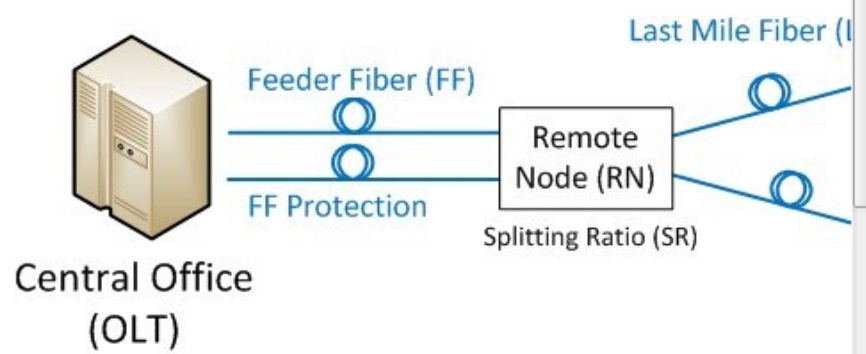 Last Mile Fiber (
Feeder Fiber (FF)
Remote
Node (RN)
FF Protection
Splitting Ratio (SR)
Central Office
(OLT)